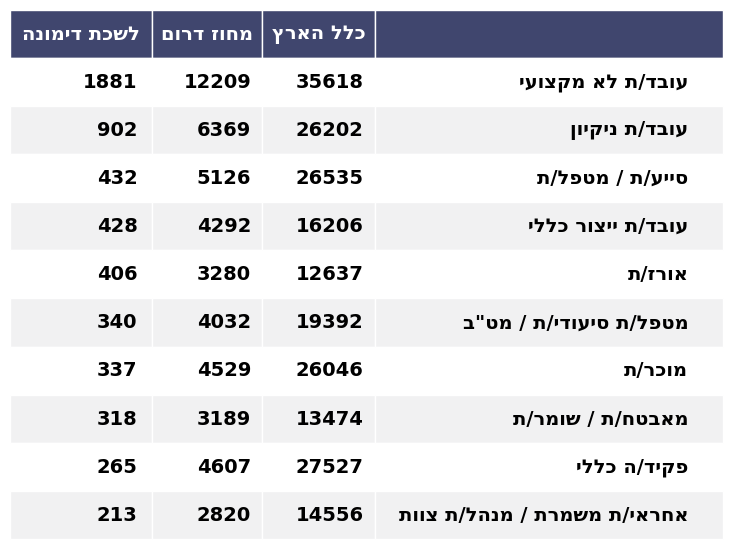 כלל הארץ מחוז דרום לשכת דימונה
עובד/ת לא מקצועי 35618 12209 1881
עובד/ת ניקיון 26202 6369 902
סייע/ת / מטפל/ת 26535 5126 432
עובד/ת ייצור כללי 16206 4292 428
אורז/ת 12637 3280 406
מטפל/ת סיעודי/ת / מט"ב 19392 4032 340
מוכר/ת 26046 4529 337
מאבטח/ת / שומר/ת 13474 3189 318
פקיד/ה כללי 27527 4607 265
אחראי/ת משמרת / מנהל/ת צוות 14556 2820 213